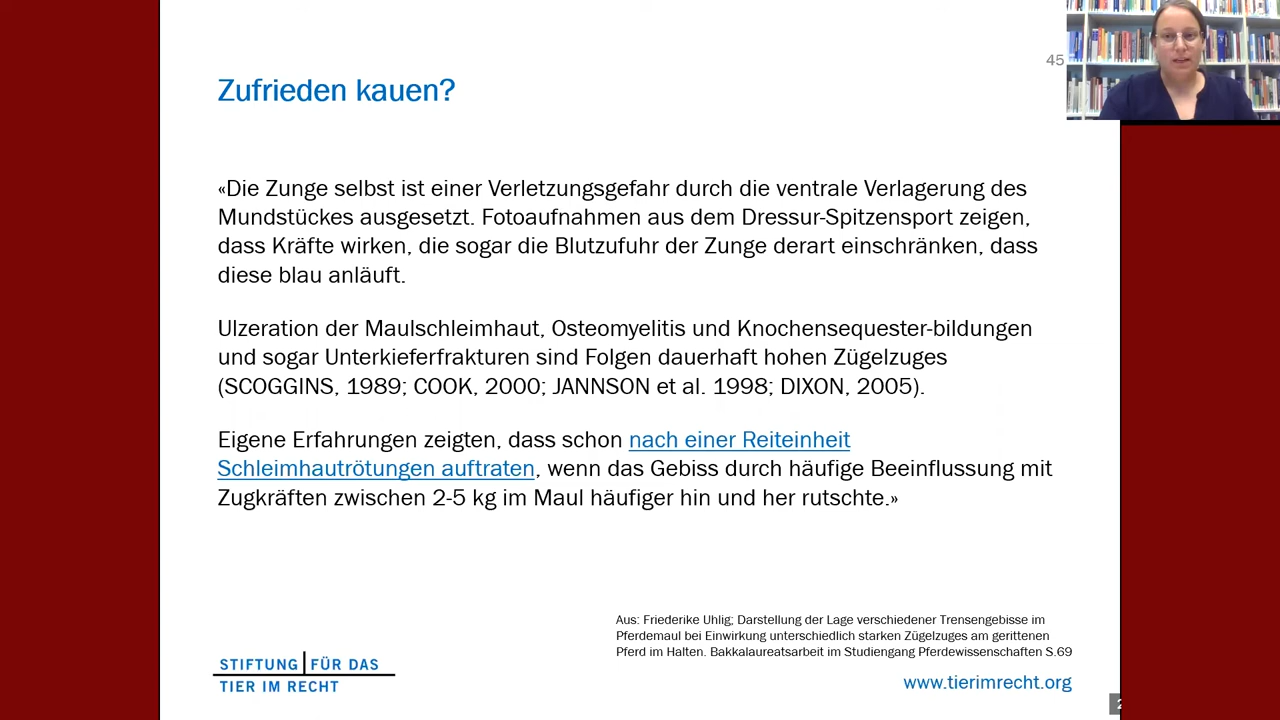 45
Zufrieden kauen?
«Die Zunge selbst ist einer Verletzungsgefahr durch die ventrale Verlagerung des
Mundstückes ausgesetzt. Fotoaufnahmen aus dem Dressur-Spitzensport zeigen,
dass Kräfte wirken, die sogar die Blutzufuhr der Zunge derart einschränken, dass
diese blau anläuft.
Ulzeration der Maulschleimhaut, Osteomyelitis und Knochensequester-bildungen
und sogar Unterkieferfrakturen sind Folgen dauerhaft hohen Zügelzuges
(SCOGGINS, 1989; COOK, 2000; JANNSON et al. 1998; DIXON, 2005).
Eigene Erfahrungen zeigten, dass schon nach einer Reiteinheit
Schleimhautrötungen auftraten, wenn das Gebiss durch häufige Beeinflussung mit
Zugkräften zwischen 2-5 kg im Maul häufiger hin und her rutschte.»
Aus: Friederike Uhlig; Darstellung der Lage verschiedener Trensengebisse im
Pferdemaul bei Einwirkung unterschiedlich starken Zügelzuges am gerittenen
Pferd im Halten. Bakkalaureatsarbeit im Studiengang Pferdewissenschaften S.69
STIFTUNG FÜR DAS
TIER IM RECHT
www.tierimrecht.org